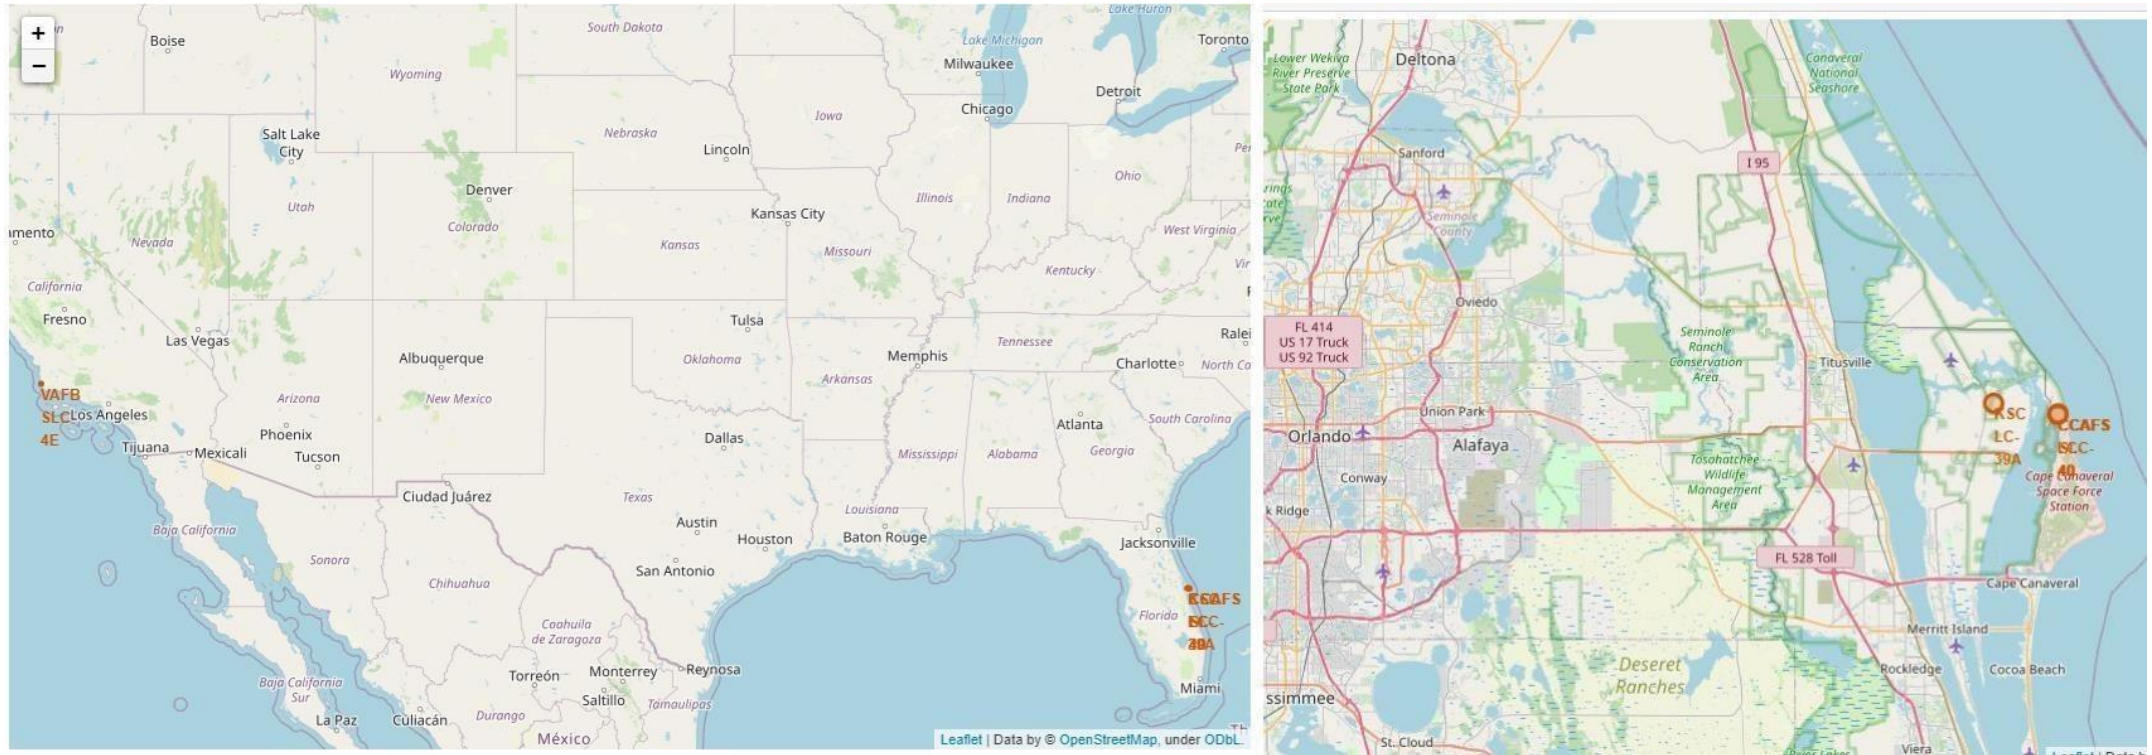 +
−
Boise
South Dakota
Lake Huron
Toronto
Lake Michigan
Milwaukee
Wyoming
Detroit
Chicago
Iowa
Salt Lake
City
Nebraska
Lincoln
Denver
Ohio
Illinois
Indiana
Utah
Kansas City
Colorado
Nevada
Kansas
Missouri
West Virginia
Kentucky
California
Fresno
Las Vegas
Tulsa
Albuquerque
Oklahoma
Memphis
Tennessee
Charlotte
Arkansas
VAFB
SLC
4E
Los Angeles
Arizona
New Mexico
Phoenix
Atlanta
South Carolina
Tijuana
Mexicali
Tucson
Dallas
Mississippi
Alabama
Georgia
Ciudad Juárez
Texas
Louisiana
Baja California
Austin
Houston
Baton Rouge
Jacksonville
Sonora
San Antonio
Chihuahua
Florida
Coahuila
de Zaragoza
Torreón
Monterrey
Reynosa
Saltillo
Tamaulipas
Miami
Baja California
Sur
La Paz
Culiacán
Durango
México
Leaflet | Data by © OpenStreetMap, under ODbL.
Lower Wekiva
River Preserve
State Park
Deltona
Canaveral
National
Seashore
Sanford
I 95
Seminole
County
Oviedo
FL 414
US 17 Truck
US 92 Truck
Seminole
Ranch
Conservation
Area
Titusville
Union Park
Orlando
Alafaya
KSC
LC-
39A
CCAFS
Tosohatchee
Wildlife
Management
Area
Conway
Cape Canaveral
Space Force
Station
FL 528 Toll
Cape Canaveral
Merritt Island
Deseret
Ranches
Rockledge
Cocoa Beach
St. Cloud
Viera